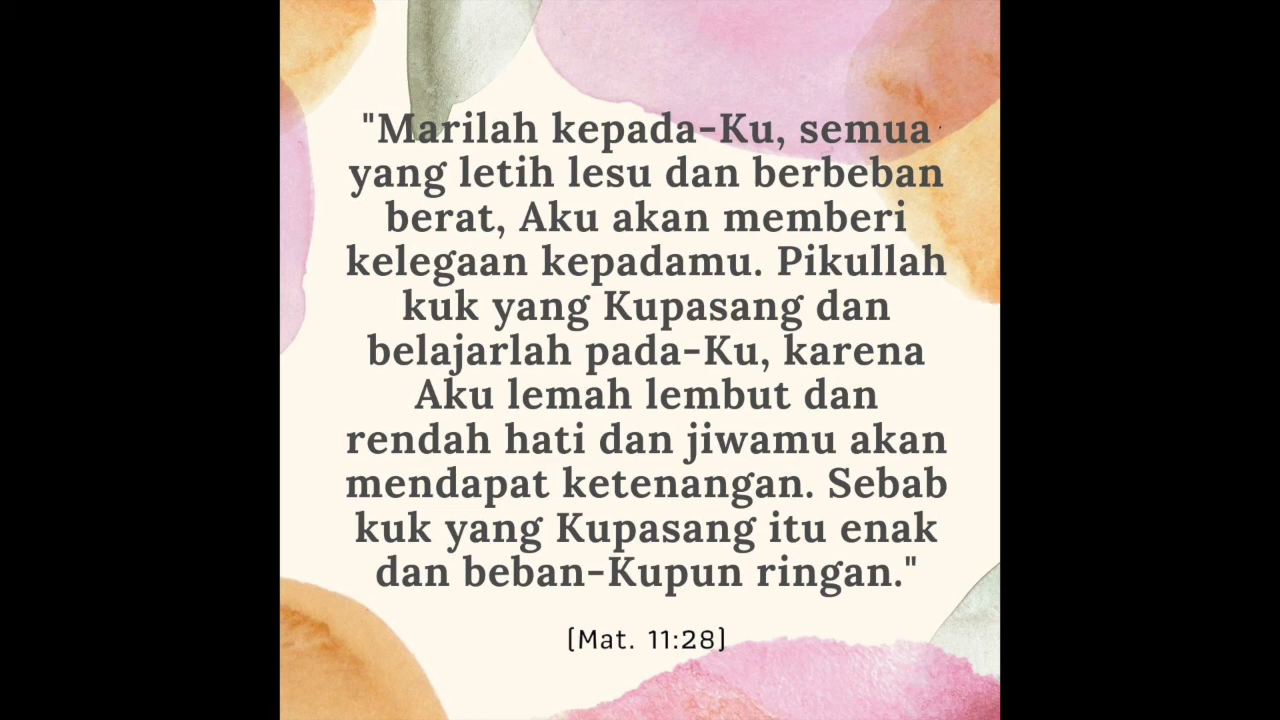 "Marilah kepada-Ku, semua
yang letih lesu dan berbeban
berat, Aku akan memberi
kelegaan kepadamu. Pikullah
kuk yang Kupasang dan
belajarlah pada-Ku, karena
Aku lemah lembut dan
rendah hati dan jiwamu akan
mendapat ketenangan. Sebab
kuk yang Kupasang itu enak
dan beban-Kupun ringan."
[Mat. 11:28]